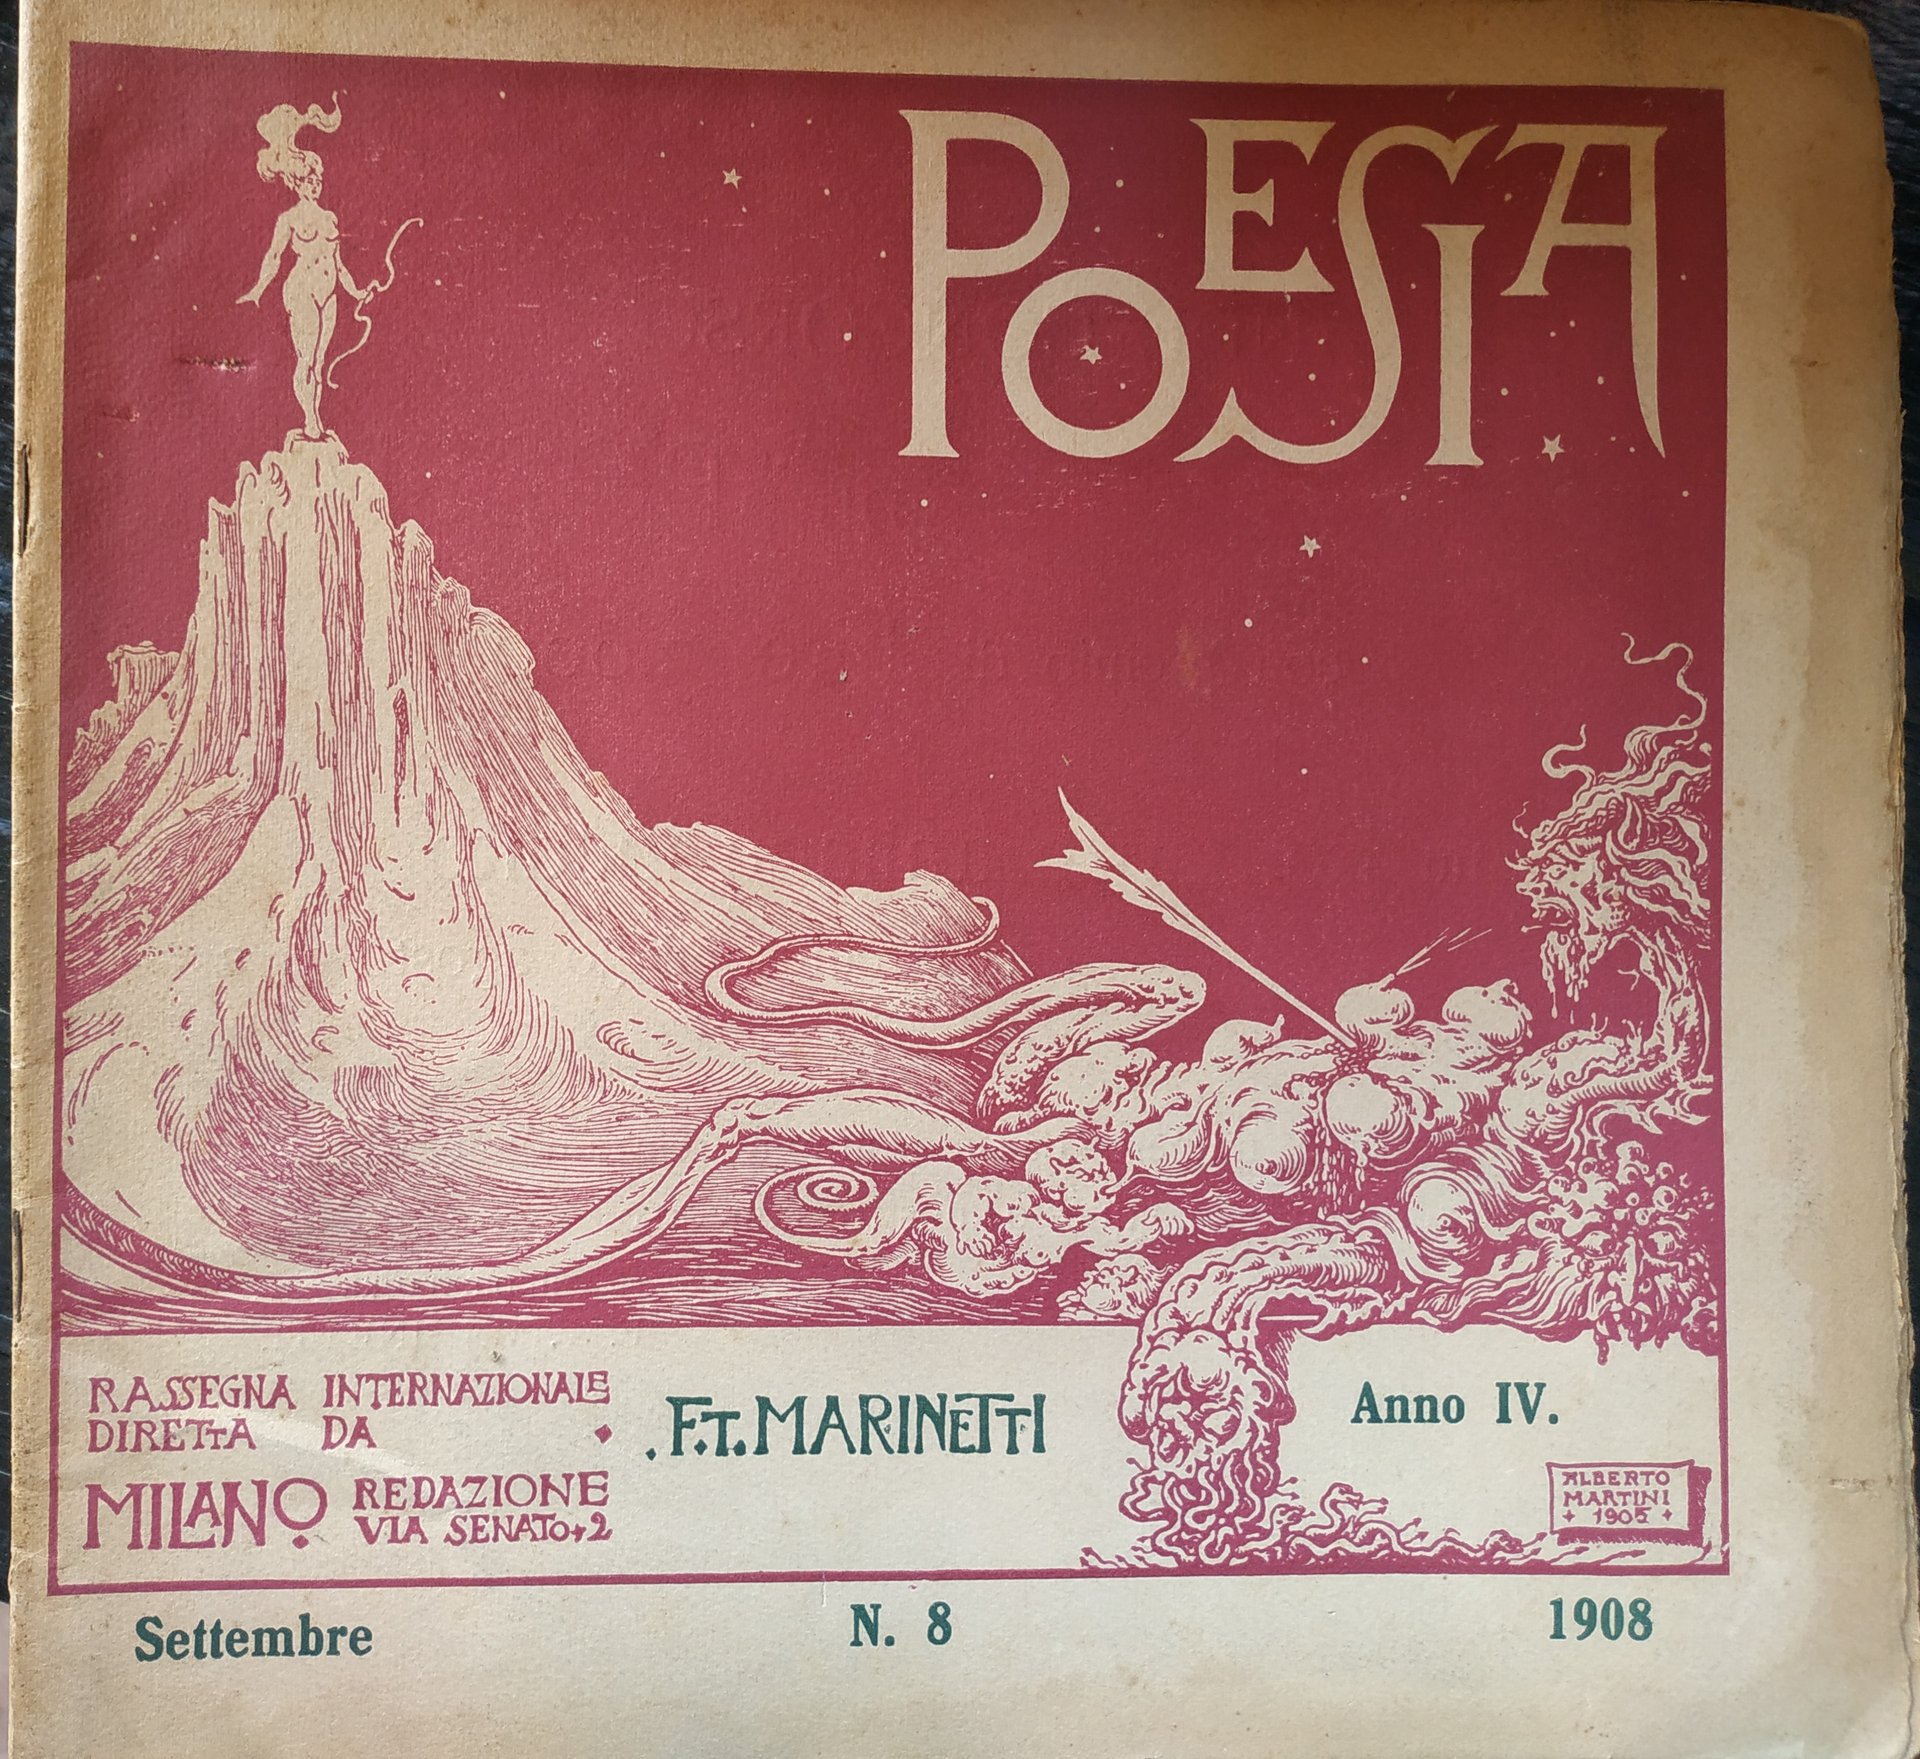 POESIA
RASSEGNA INTERNAZIONALE
DIRETTA DA
. F.T. MARINETTI
MILANO. REDAZIONE
VIA SENATO, 2
Anno IV.
ALBERTO
MARTINI
1905
Settembre N. 8 1908